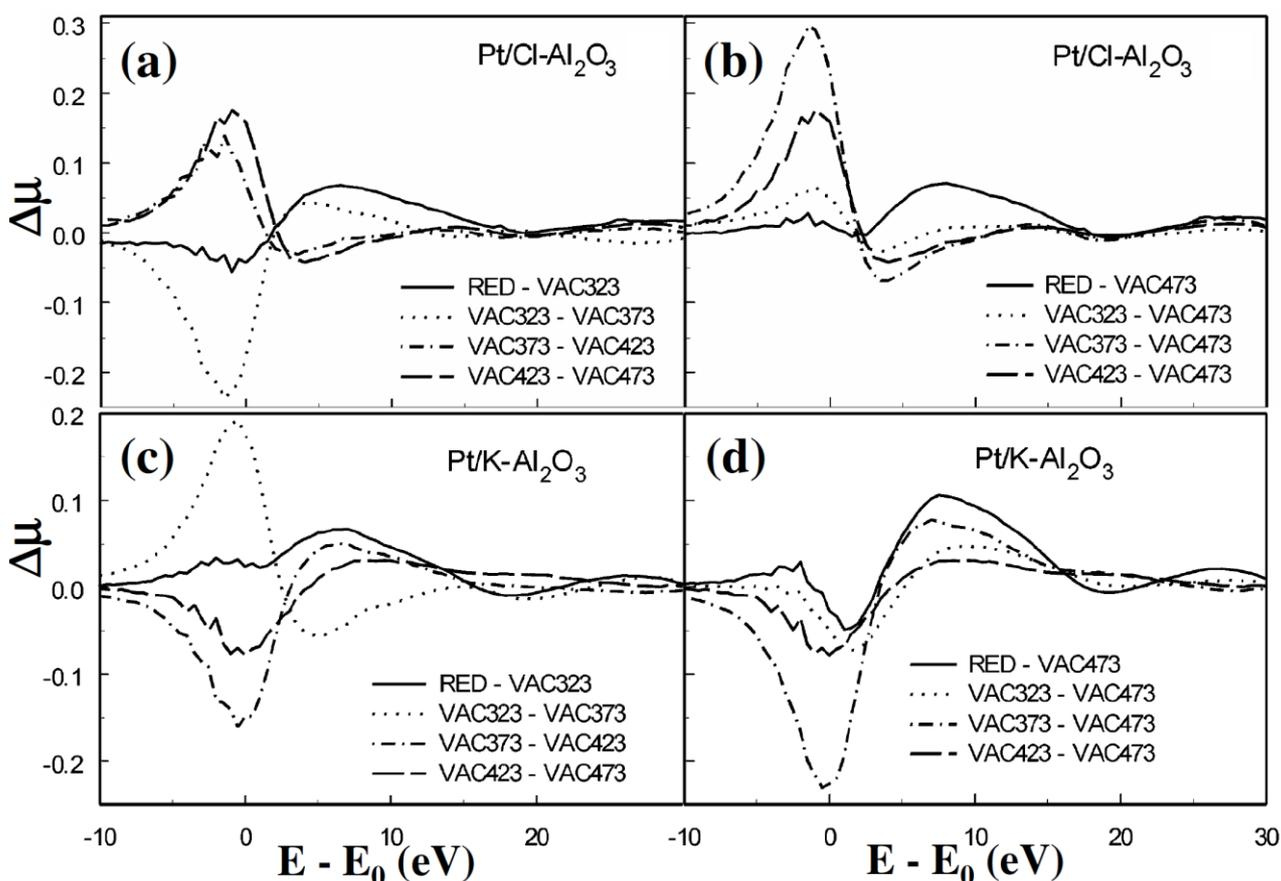 (a)
Pt/Cl-Al₂O₃
0.3
0.2
0.1
0.0
-0.1
-0.2
Δμ
RED - VAC323
VAC323 - VAC373
VAC373 - VAC423
VAC423 - VAC473
(b)
Pt/Cl-Al₂O₃
RED - VAC473
VAC323 - VAC473
VAC373 - VAC473
VAC423 - VAC473
(c)
Pt/K-Al₂O₃
0.2
0.1
0.0
-0.1
-0.2
Δμ
RED - VAC323
VAC323 - VAC373
VAC373 - VAC423
VAC423 - VAC473
-10 0 10 20
E - E₀ (eV)
(d)
Pt/K-Al₂O₃
RED - VAC473
VAC323 - VAC473
VAC373 - VAC473
VAC423 - VAC473
-10 0 10 20 30
E - E₀ (eV)